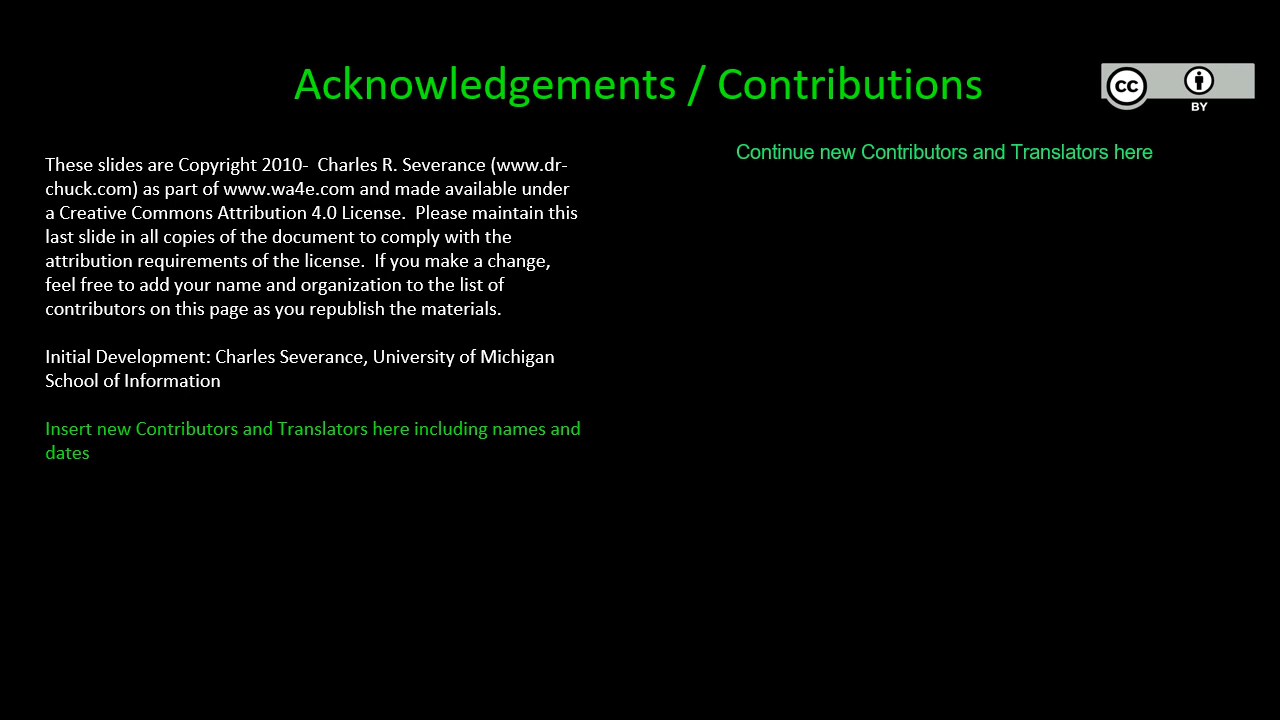 Acknowledgements / Contributions
CC
BY
These slides are Copyright 2010-  Charles R. Severance (www.dr-
chuck.com) as part of www.wa4e.com and made available under
a Creative Commons Attribution 4.0 License.  Please maintain this
last slide in all copies of the document to comply with the
attribution requirements of the license.  If you make a change,
feel free to add your name and organization to the list of
contributors on this page as you republish the materials.
Initial Development: Charles Severance, University of Michigan
School of Information
Insert new Contributors and Translators here including names and
dates
Continue new Contributors and Translators here